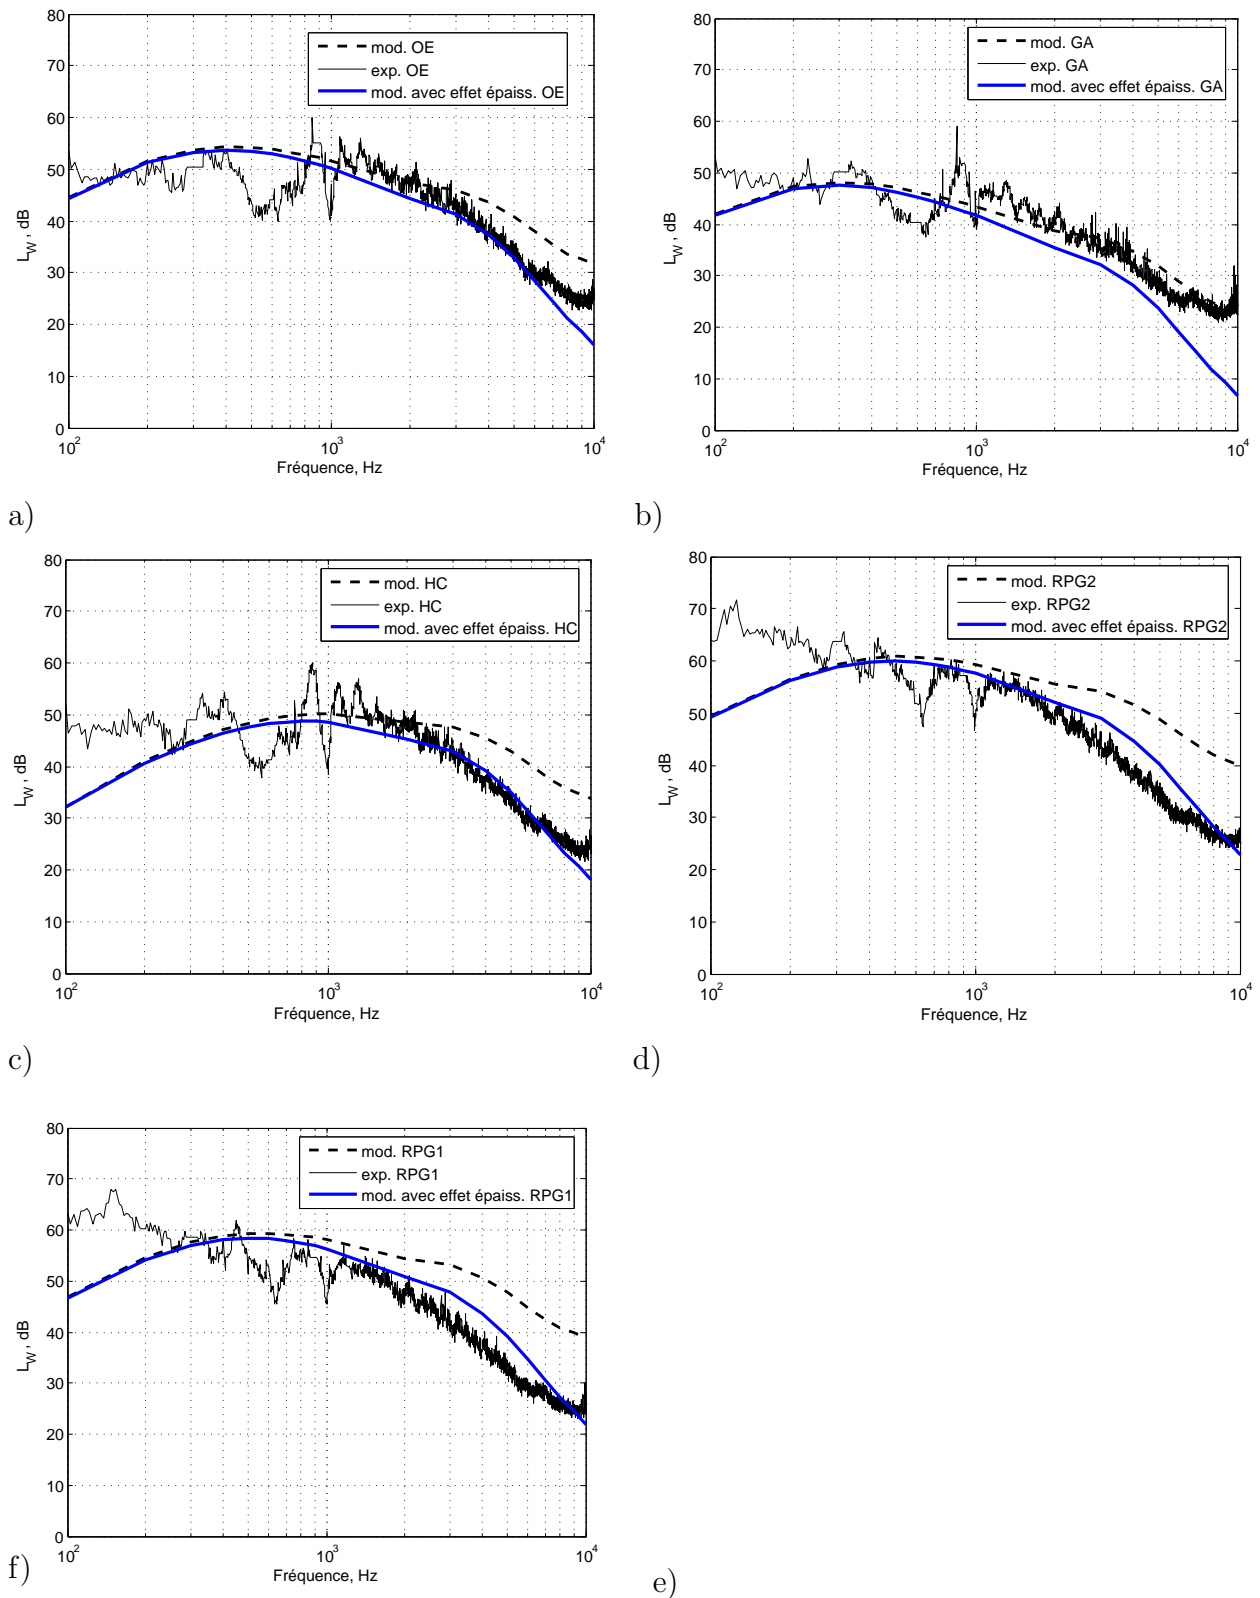 80
70
60
50
40
30
20
10
0
L_W , dB
mod. OE
exp. OE
mod. avec effet épaiss. OE
10^2
10^3
10^4
Fréquence, Hz
a)
80
70
60
50
40
30
20
10
0
L_W , dB
mod. GA
exp. GA
mod. avec effet épaiss. GA
10^2
10^3
10^4
Fréquence, Hz
b)
80
70
60
50
40
30
20
10
0
L_W , dB
mod. HC
exp. HC
mod. avec effet épaiss. HC
10^2
10^3
10^4
Fréquence, Hz
c)
80
70
60
50
40
30
20
10
0
L_W , dB
mod. RPG2
exp. RPG2
mod. avec effet épaiss. RPG2
10^2
10^3
10^4
Fréquence, Hz
d)
80
70
60
50
40
30
20
10
0
L_W , dB
mod. RPG1
exp. RPG1
mod. avec effet épaiss. RPG1
10^2
10^3
10^4
Fréquence, Hz
f)
e)